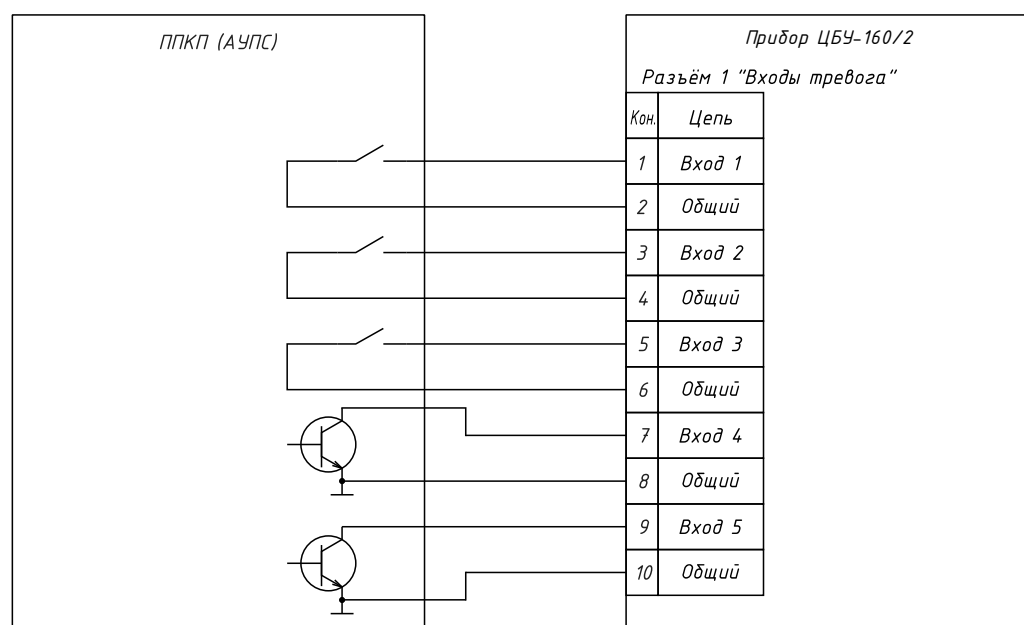 ППКП (АУПС)
Прибор ЦБУ-160/2
Разъём 1 "Входы тревога"
Кон. Цепь
1 Вход 1
2 Общий
3 Вход 2
4 Общий
5 Вход 3
6 Общий
7 Вход 4
8 Общий
9 Вход 5
10 Общий